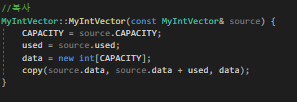 //복사
MyIntVector::MyIntVector(const MyIntVector& source) {
    CAPACITY = source.CAPACITY;
    used = source.used;
    data = new int[CAPACITY];
    copy(source.data, source.data + used, data);
}